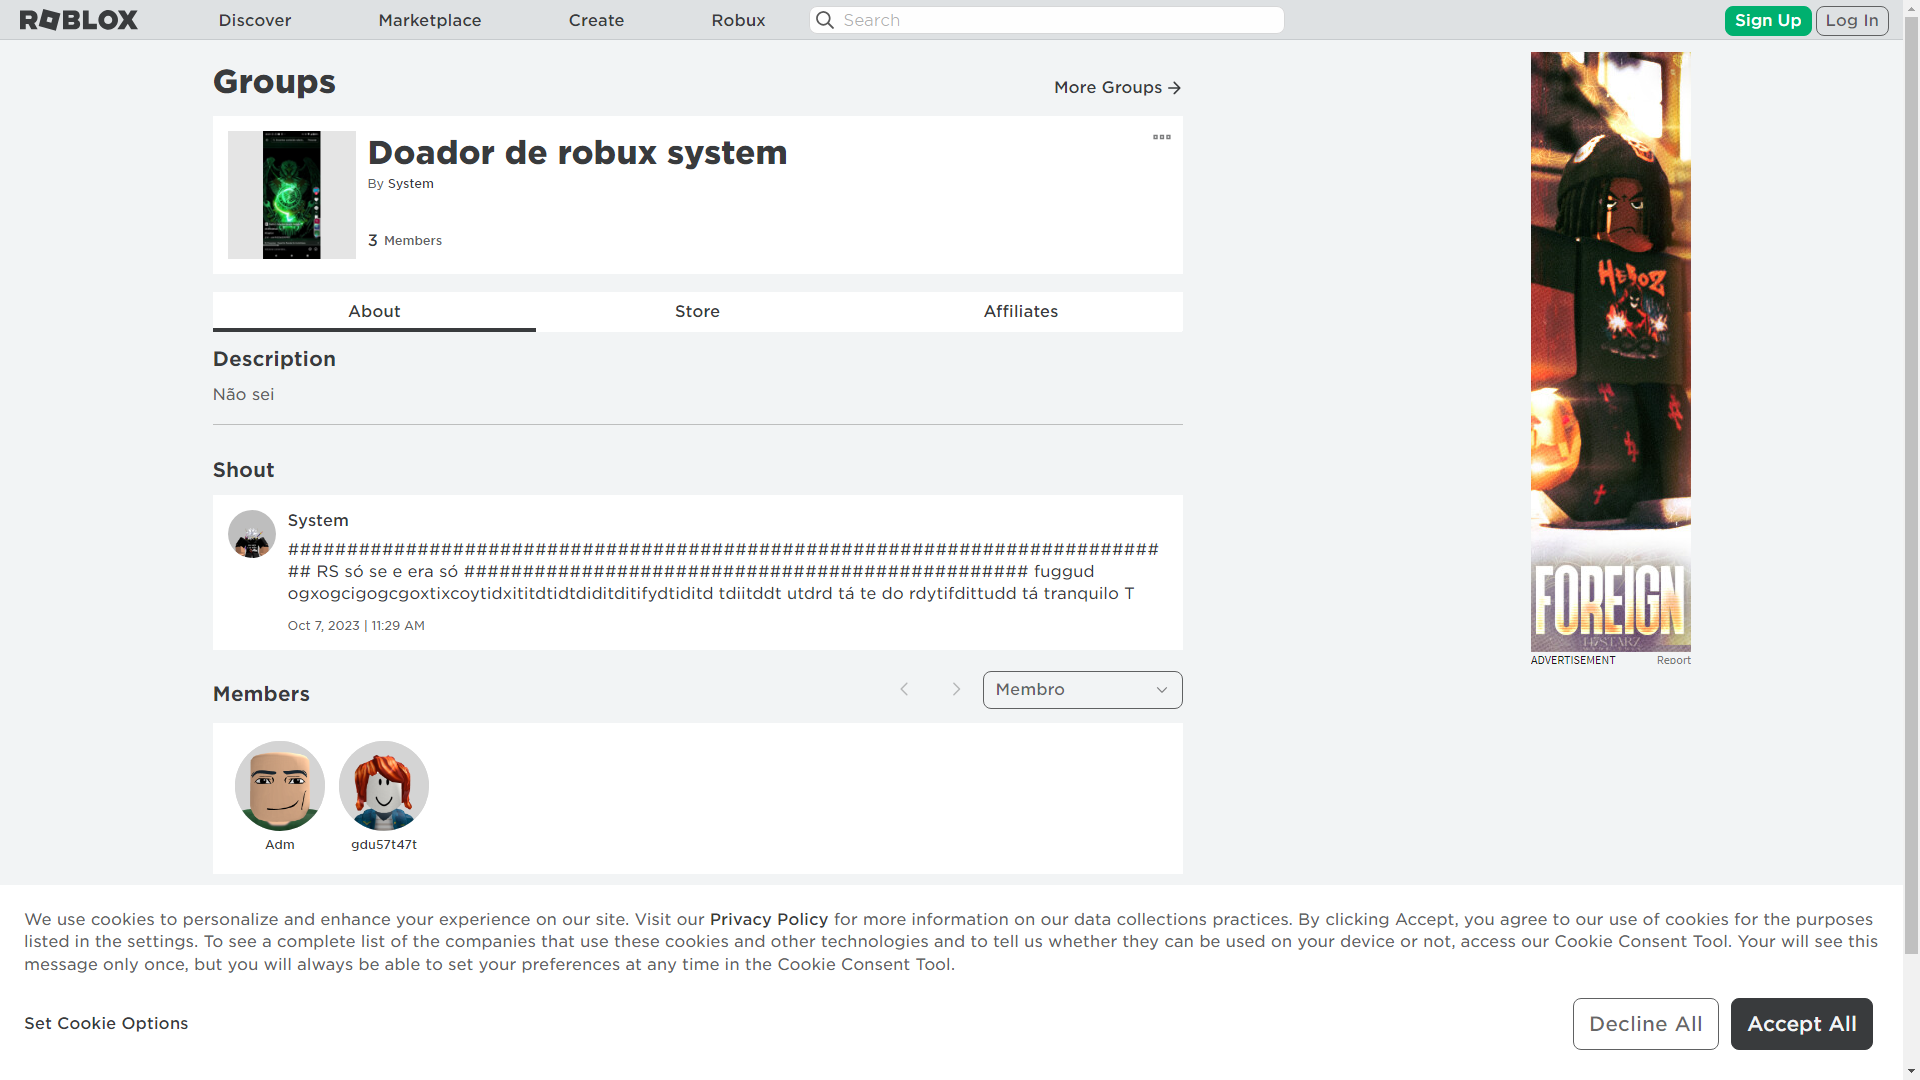 ROBLOX
Discover
Marketplace
Create
Robux
Search
Sign Up
Log In
Groups
More Groups
Doador de robux system
By System
3 Members
About
Store
Affiliates
Description
Não sei
Shout
System
##########################################################################
## RS só se e era só ################################################ fuggud
ogxogcigogcgoxtixcoytidxititdtidtdiditditifydtiditd tdiitddt utdrd tá te do rdytifdittudd tá tranquilo T
Oct 7, 2023 | 11:29 AM
Members
Membro
Adm
gdu57t47t
HEROZ
FOREIGN
ADVERTISEMENT
Report
We use cookies to personalize and enhance your experience on our site. Visit our Privacy Policy for more information on our data collections practices. By clicking Accept, you agree to our use of cookies for the purposes
listed in the settings. To see a complete list of the companies that use these cookies and other technologies and to tell us whether they can be used on your device or not, access our Cookie Consent Tool. Your will see this
message only once, but you will always be able to set your preferences at any time in the Cookie Consent Tool.
Set Cookie Options
Decline All
Accept All